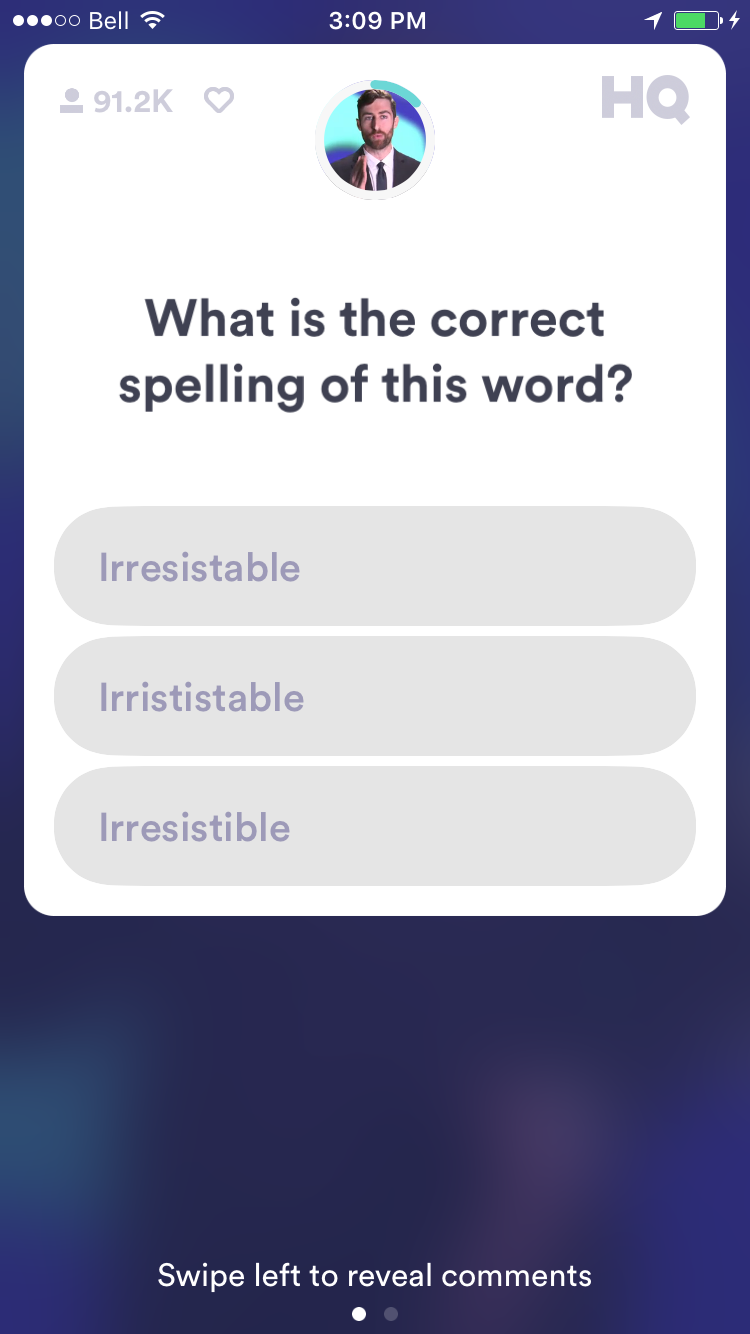 Bell 3:09 PM
91.2K HQ
What is the correct
spelling of this word?
Irresistable
Irrististable
Irresistible
Swipe left to reveal comments